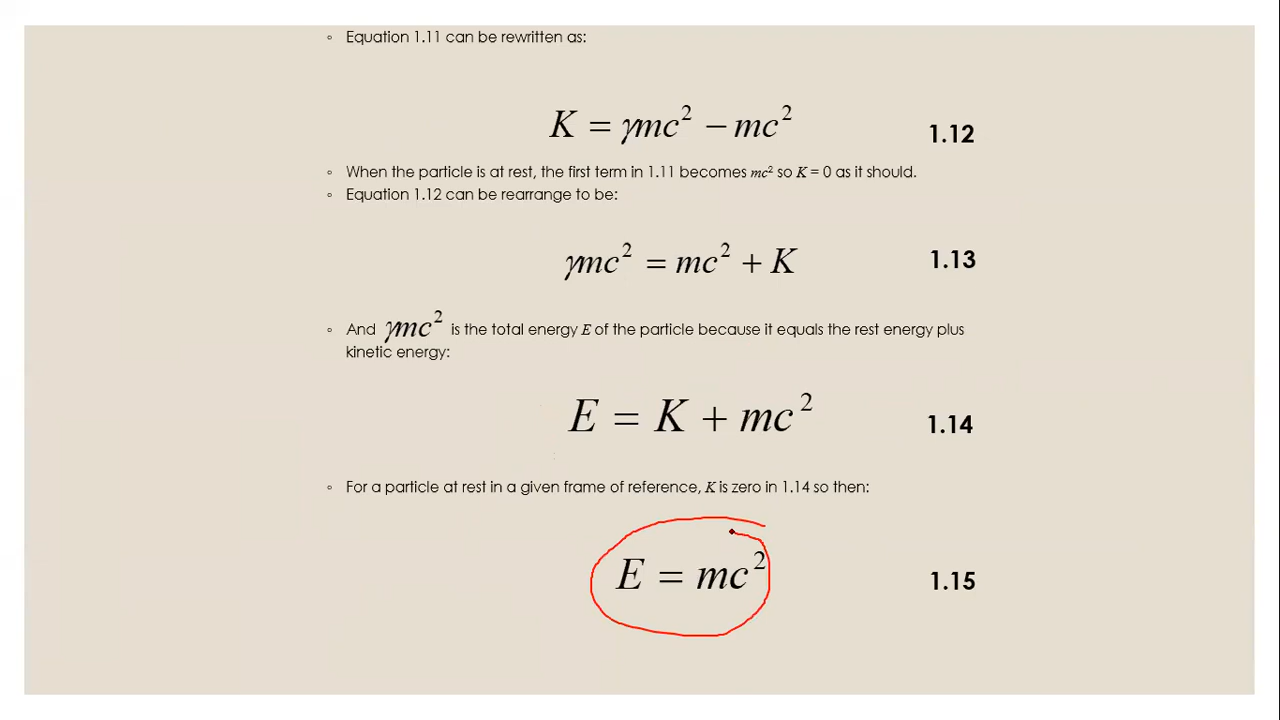 ◦ Equation 1.11 can be rewritten as:
K = γmc² − mc² 1.12
◦ When the particle is at rest, the first term in 1.11 becomes mc² so K = 0 as it should.
◦ Equation 1.12 can be rearrange to be:
γmc² = mc² + K 1.13
◦ And γmc² is the total energy E of the particle because it equals the rest energy plus
kinetic energy:
E = K + mc² 1.14
◦ For a particle at rest in a given frame of reference, K is zero in 1.14 so then:
E = mc² 1.15